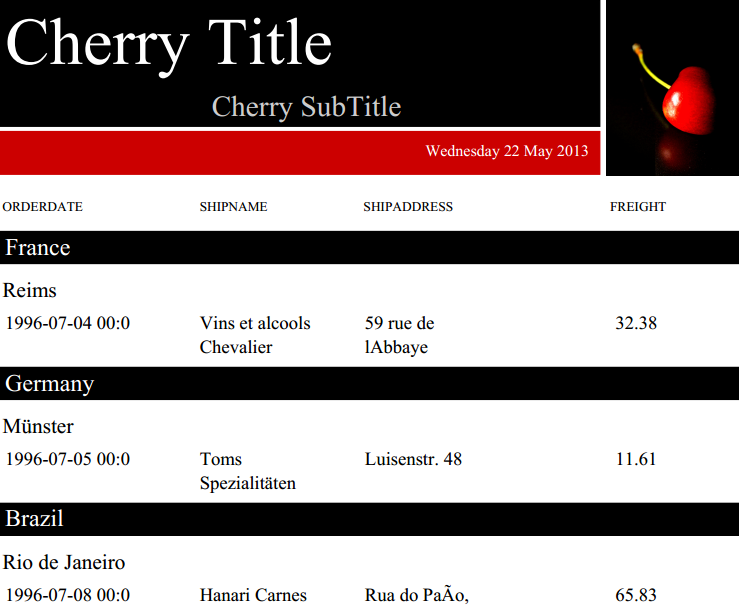 Cherry Title
Cherry SubTitle
Wednesday 22 May 2013
ORDERDATE SHIPNAME SHIPADDRESS FREIGHT
France
Reims
1996-07-04 00:0 Vins et alcools 59 rue de 32.38
Chevalier lAbbaye
Germany
Münster
1996-07-05 00:0 Toms Luisenstr. 48 11.61
Spezialitäten
Brazil
Rio de Janeiro
1996-07-08 00:0 Hanari Carnes Rua do PaÃo, 65.83